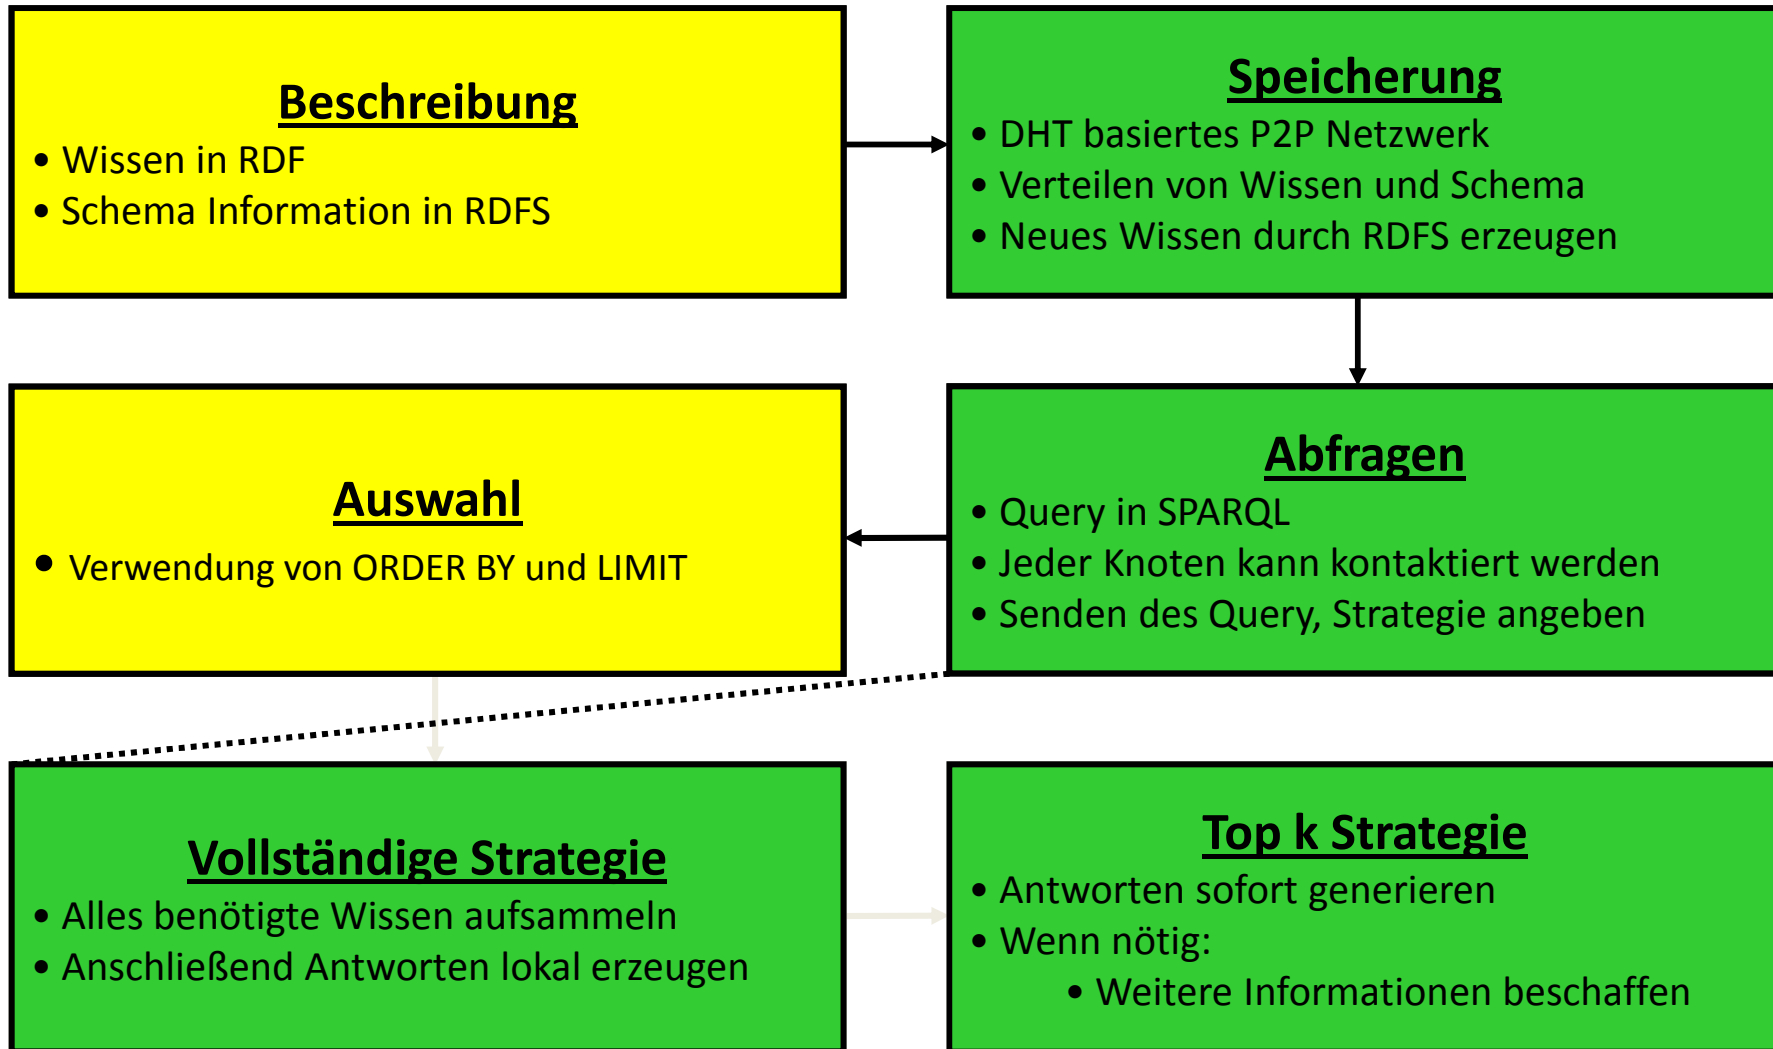 Beschreibung
• Wissen in RDF
• Schema Information in RDFS
Speicherung
• DHT basiertes P2P Netzwerk
• Verteilen von Wissen und Schema
• Neues Wissen durch RDFS erzeugen
Auswahl
• Verwendung von ORDER BY und LIMIT
Abfragen
• Query in SPARQL
• Jeder Knoten kann kontaktiert werden
• Senden des Query, Strategie angeben
Vollständige Strategie
• Alles benötigte Wissen aufsammeln
• Anschließend Antworten lokal erzeugen
Top k Strategie
• Antworten sofort generieren
• Wenn nötig:
• Weitere Informationen beschaffen